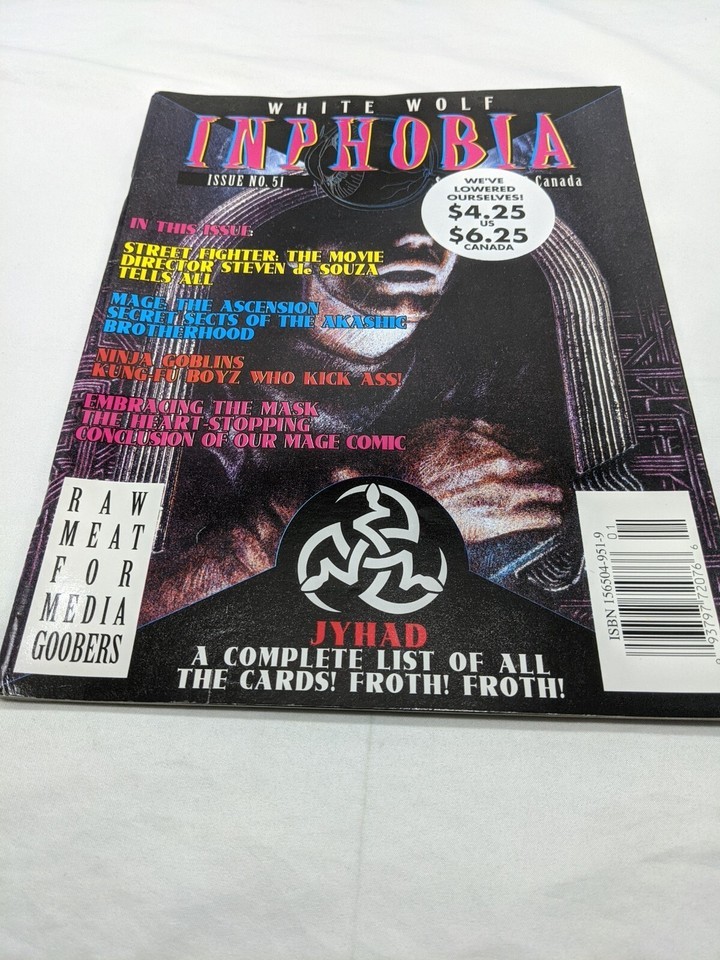 WHITE WOLF
INPHOBIA
ISSUE NO. 51
Canada
WE'VE
LOWERED
OURSELVES!
$4.25
US
$6.25
CANADA
IN THIS ISSUE:
STREET FIGHTER: THE MOVIE
DIRECTOR STEVEN de SOUZA
TELLS ALL
MAGE: THE ASCENSION
SECRET SECTS OF THE AKASHIC
BROTHERHOOD
NINJA GOBLINS
KUNG-FU BOYZ WHO KICK ASS!
EMBRACING THE MASK
THE HEART-STOPPING
CONCLUSION OF OUR MAGE COMIC
RAW
MEAT
FOR
MEDIA
GOOBERS
JYHAD
A COMPLETE LIST OF ALL
THE CARDS! FROTH! FROTH!
ISBN 156504-951-9
01
93797 72076 6